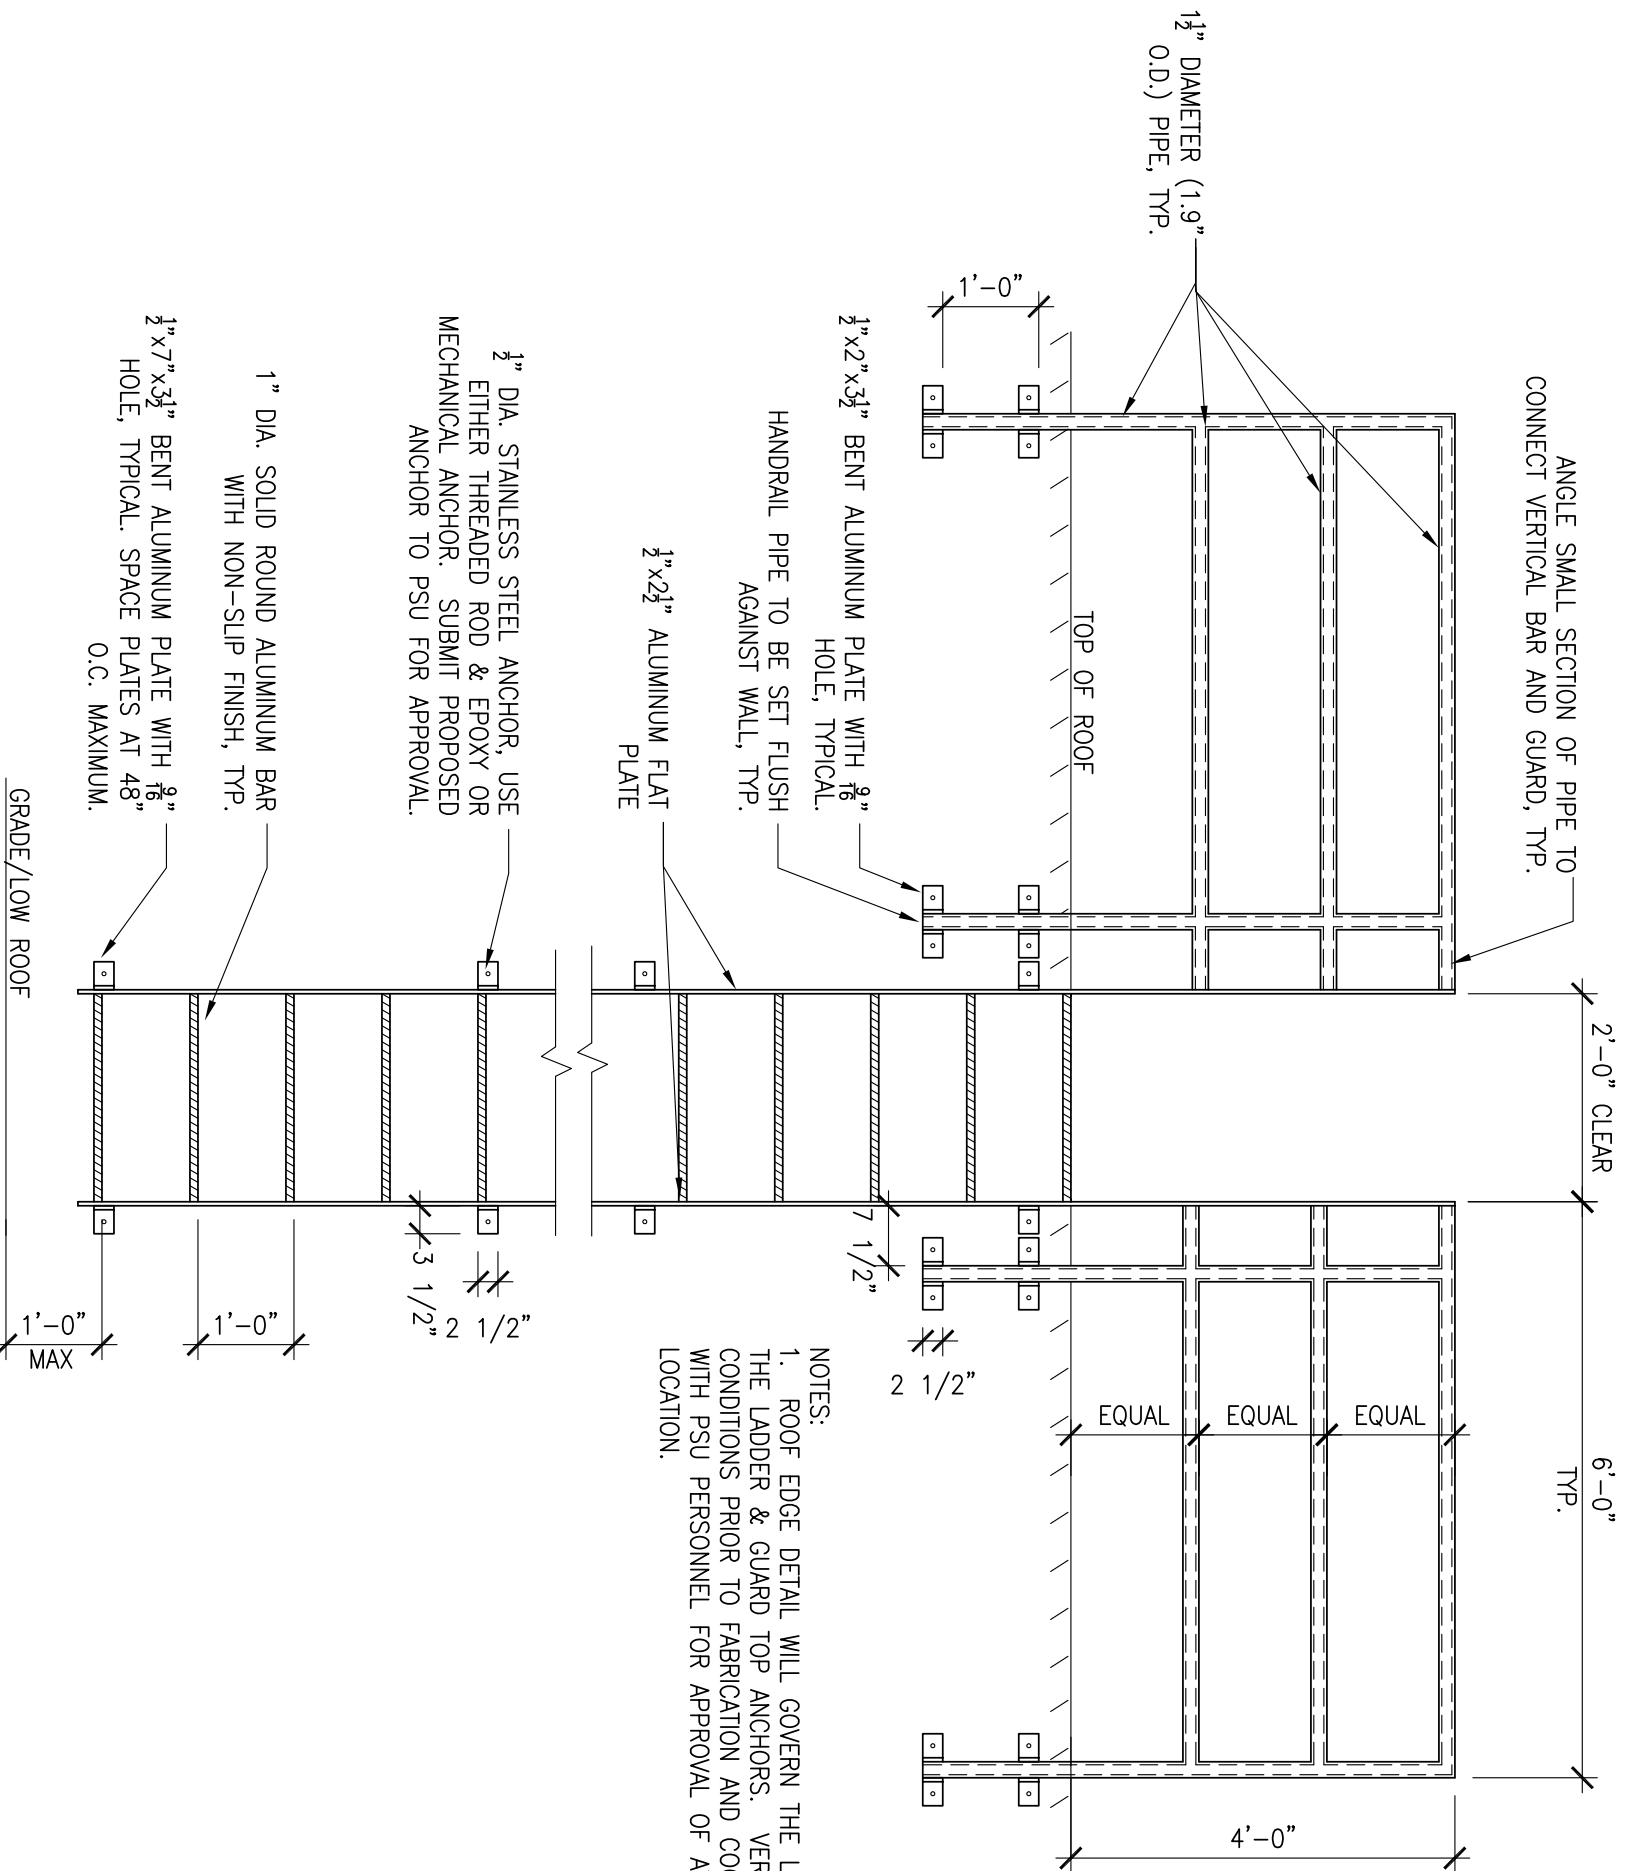 ANGLE SMALL SECTION OF PIPE TO
CONNECT VERTICAL BAR AND GUARD, TYP.
2'-0" CLEAR
6'-0"
TYP.
1½" DIAMETER (1.9"
O.D.) PIPE, TYP.
1'-0"
TOP OF ROOF
EQUAL
EQUAL
EQUAL
4'-0"
½"x2"x3½" BENT ALUMINUM PLATE WITH 9/16"
HOLE, TYPICAL.
HANDRAIL PIPE TO BE SET FLUSH
AGAINST WALL, TYP.
½"x2½" ALUMINUM FLAT
PLATE
½" DIA. STAINLESS STEEL ANCHOR, USE
EITHER THREADED ROD & EPOXY OR
MECHANICAL ANCHOR. SUBMIT PROPOSED
ANCHOR TO PSU FOR APPROVAL.
1" DIA. SOLID ROUND ALUMINUM BAR
WITH NON-SLIP FINISH, TYP.
½"x7"x3½" BENT ALUMINUM PLATE WITH 9/16"
HOLE, TYPICAL. SPACE PLATES AT 48"
O.C. MAXIMUM.
GRADE/LOW ROOF
7 1/2"
2 1/2"
2 1/2"
3 1/2"
1'-0"
1'-0"
MAX
NOTES:
1. ROOF EDGE DETAIL WILL GOVERN THE
THE LADDER & GUARD TOP ANCHORS.
CONDITIONS PRIOR TO FABRICATION AND
WITH PSU PERSONNEL FOR APPROVAL OF
LOCATION.